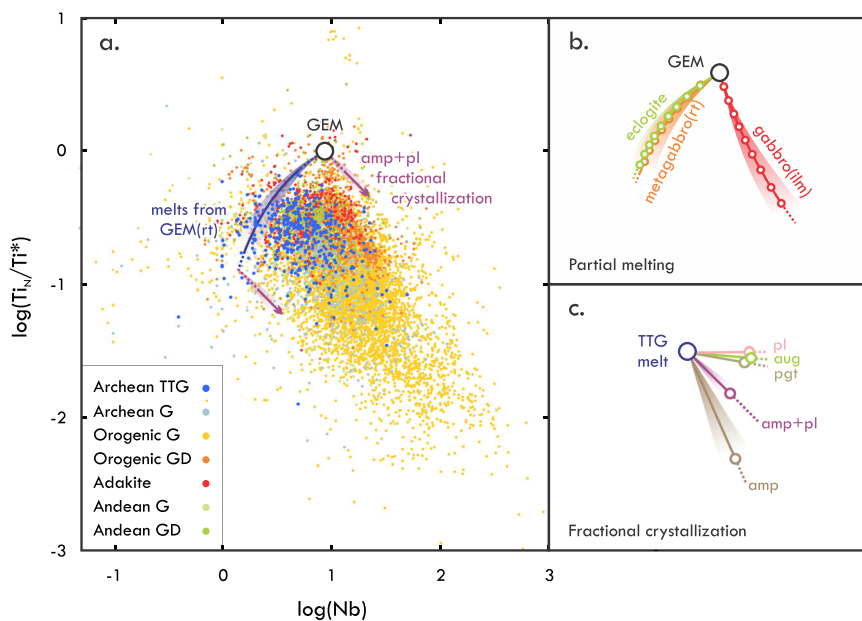 a.
GEM
amp+pl
fractional
crystallization
melts from
GEM(rt)
log(Ti_N/Ti*)
1
0
-1
-2
-3
Archean TTG
Archean G
Orogenic G
Orogenic GD
Adakite
Andean G
Andean GD
-1
0
1
2
3
log(Nb)
b.
GEM
eclogite
metagabbro(rt)
gabbro(ilm)
Partial melting
c.
TTG
melt
pl
aug
pgt
amp+pl
amp
Fractional crystallization